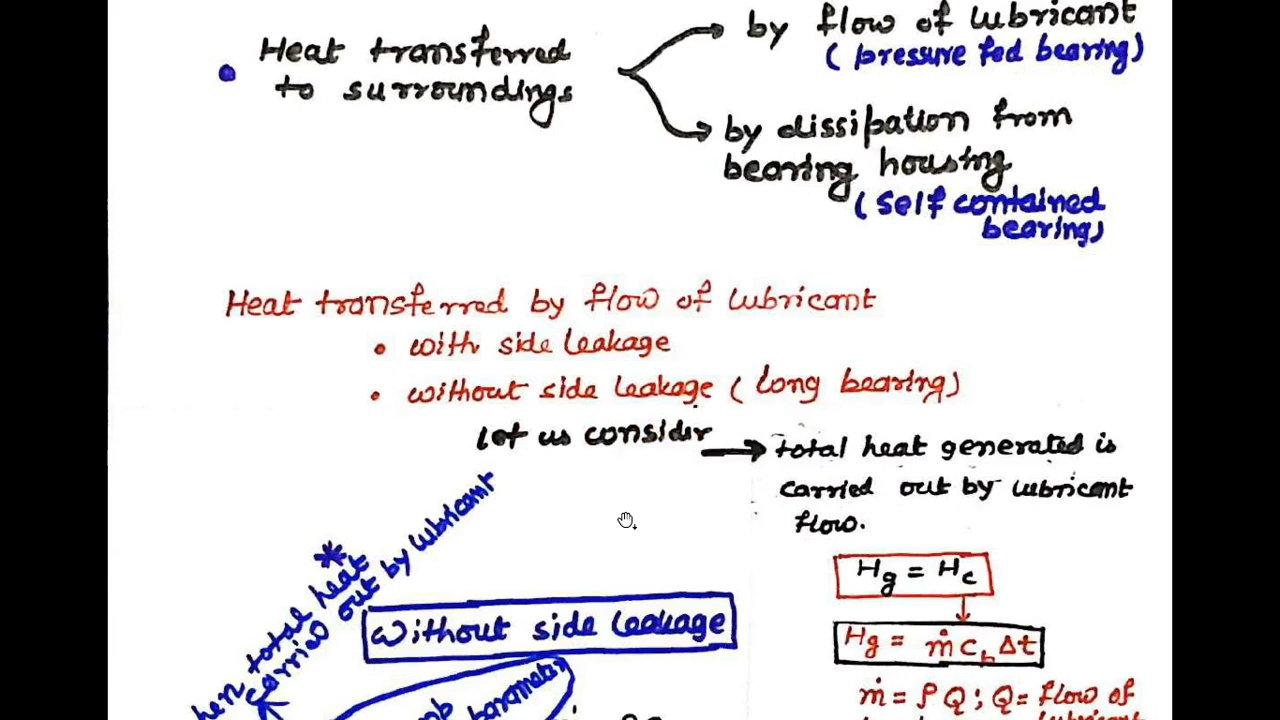 • Heat transferred
to surroundings
by flow of lubricant
(pressure fed bearing)
by dissipation from
bearing housing
(self contained
bearing)
Heat transferred by flow of lubricant
• with side leakage
• without side leakage (long bearing)
let us consider → total heat generated is
carried out by lubricant
flow.
Hg = Hc
Hg = ṁ Cp Δt
ṁ = ρ Q ; Q = flow of
lubricant
* 
total heat
carried out by lubricant
without side leakage
parameter